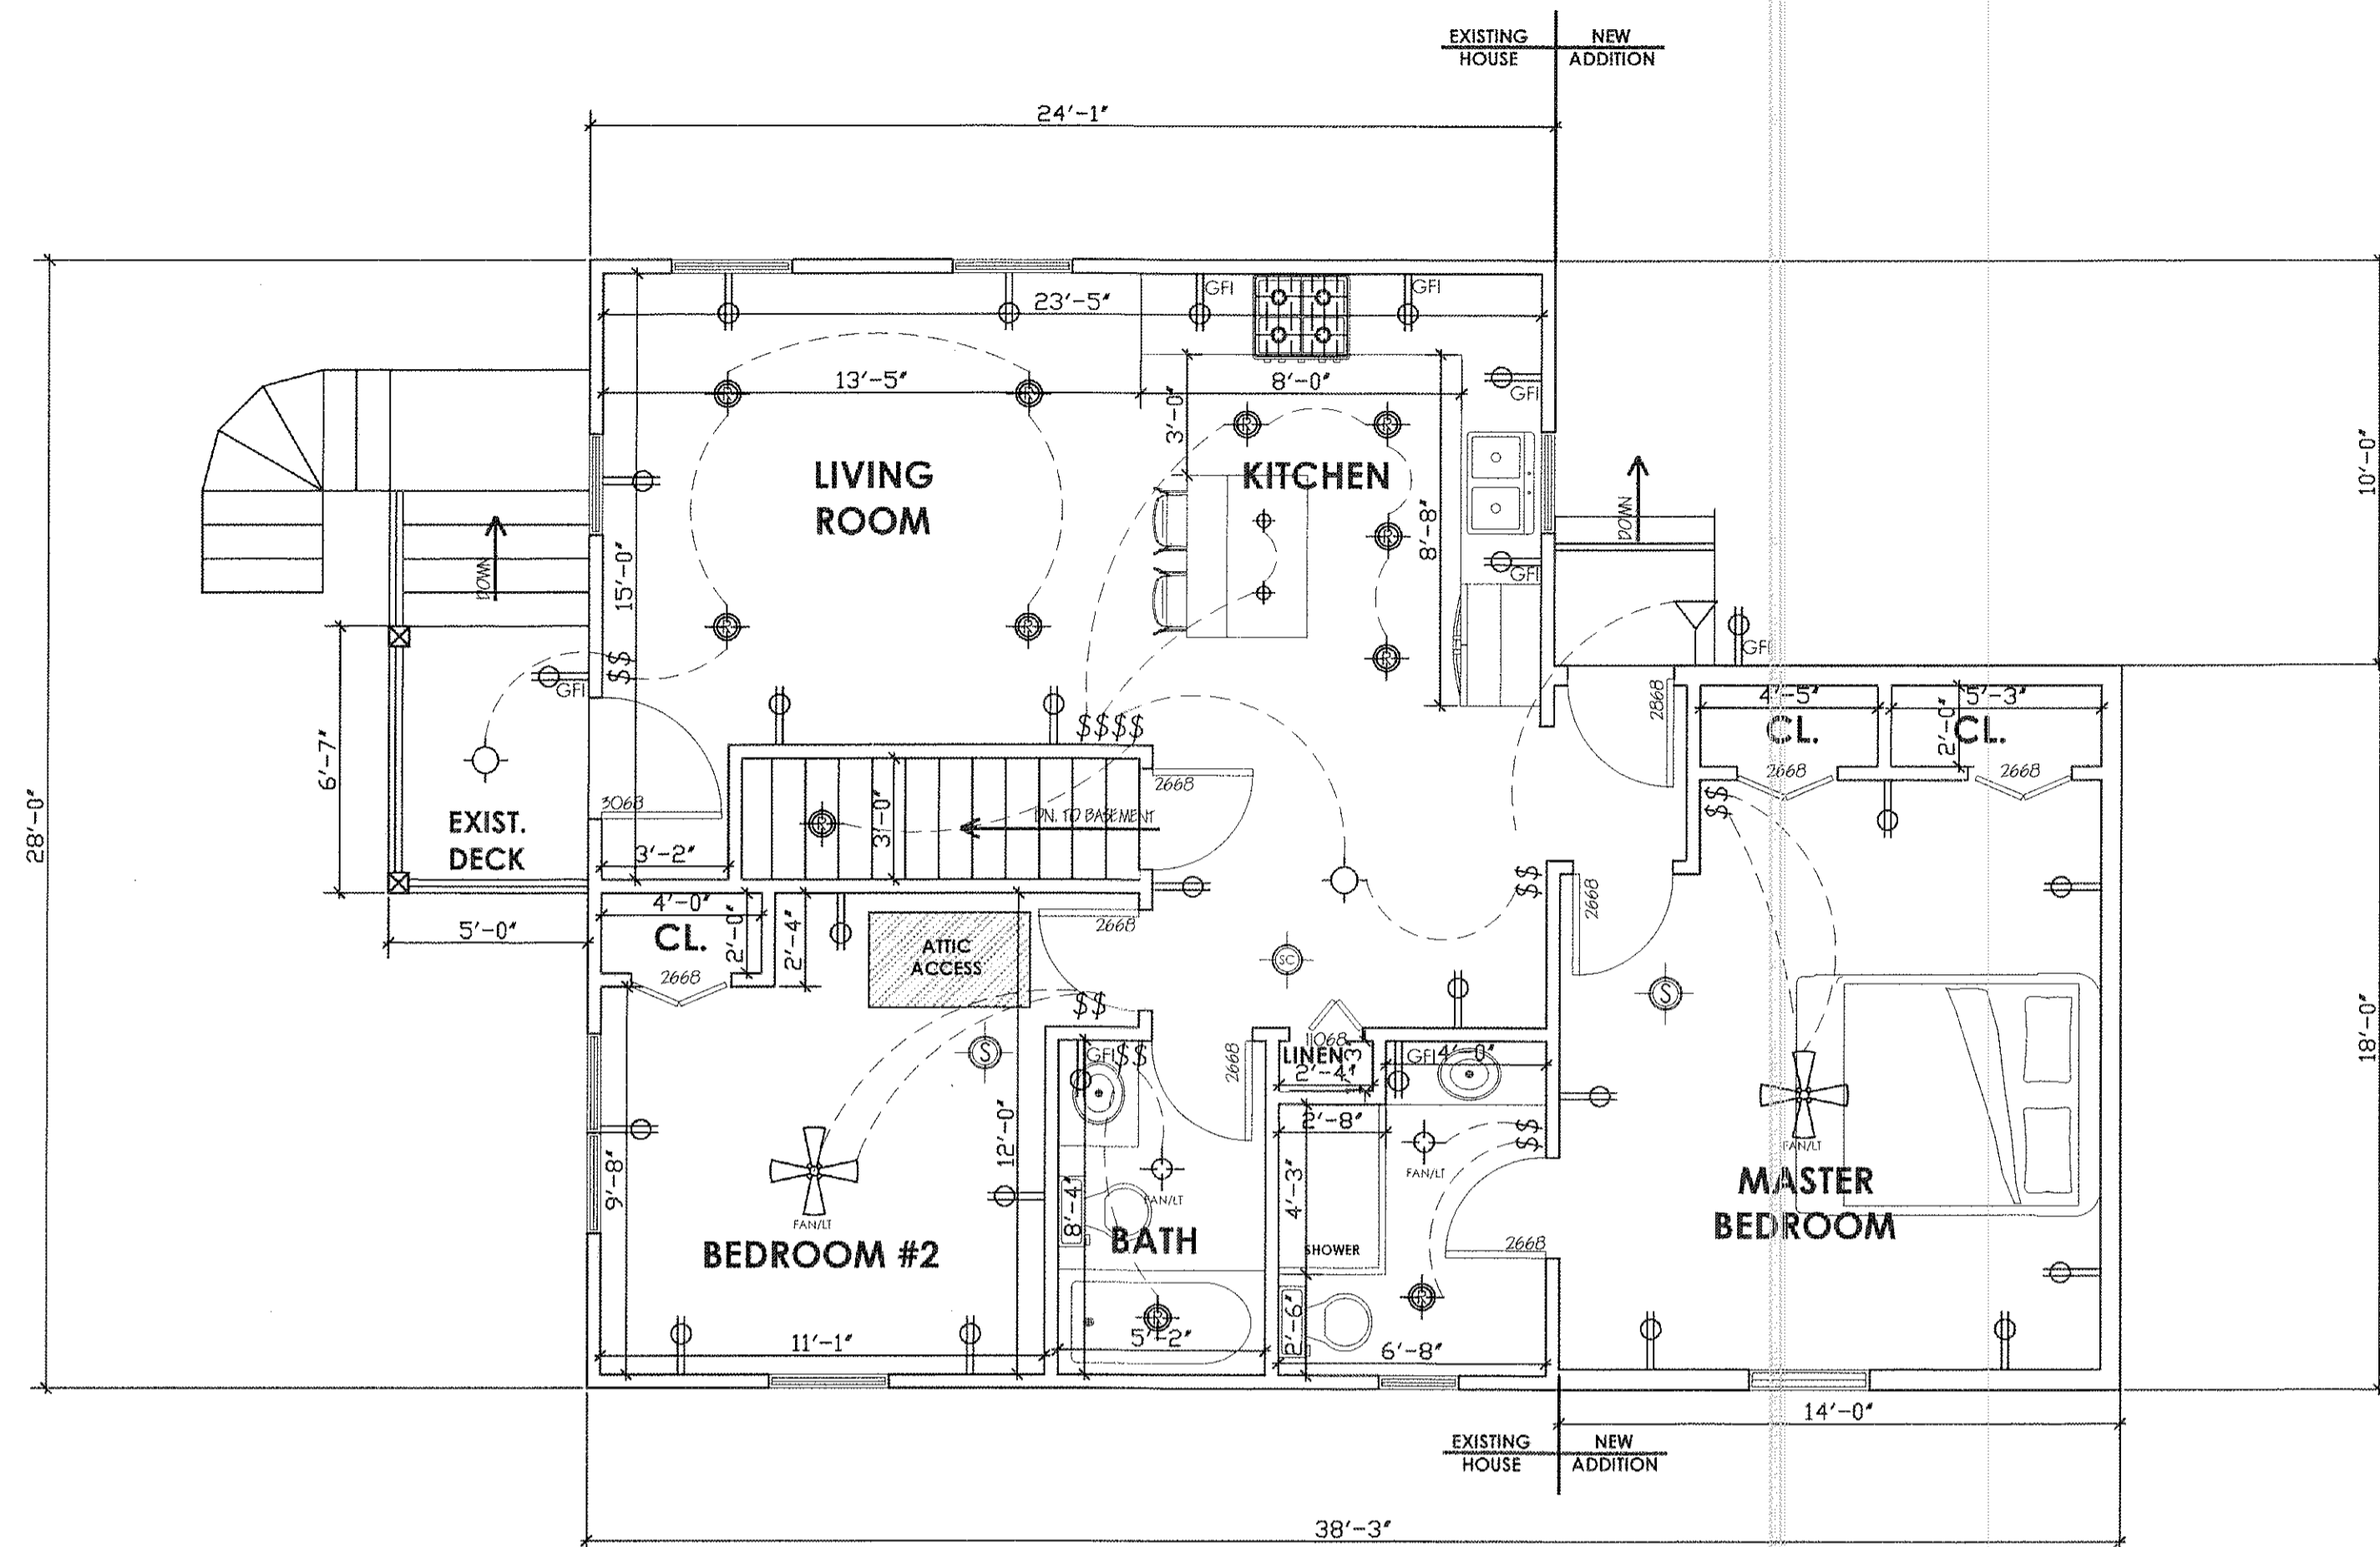 EXISTING NEW
HOUSE ADDITION
24'-1"
23'-5"
GFI
GFI
13'-5"
8'-0"
GFI
3'-0"
LIVING
ROOM
KITCHEN
10'-0"
DOWN
8'-8"
DOWN
15'-0"
GFI
R R R R R R R R
$$
GFI
GFI
2868
4'-5"
5'-3"
2'-0"
CL.
CL.
2668
2668
$$$$
6'-7"
28'-0"
3068
2668
$$
EXIST.
DECK
R
3'-0"
DN. TO BASEMENT
3'-2"
$$
2668
4'-0"
CL.
2'-0"
2'-4"
2668
5'-0"
2668
ATTIC
ACCESS
SC
S
$$
S
18'-0"
11068
GFI
$$
2668
LINEN
2'-4"
GFI
4'-0"
2'-8"
12'-0"
9'-8"
FAN/LT
$$
FAN/LT
FAN/LT
8'-4"
FAN/LT
4'-3"
MASTER
BEDROOM
BEDROOM #2
BATH
SHOWER
2668
R
R
2'-6"
11'-1"
5'-2"
6'-8"
14'-0"
EXISTING NEW
HOUSE ADDITION
38'-3"